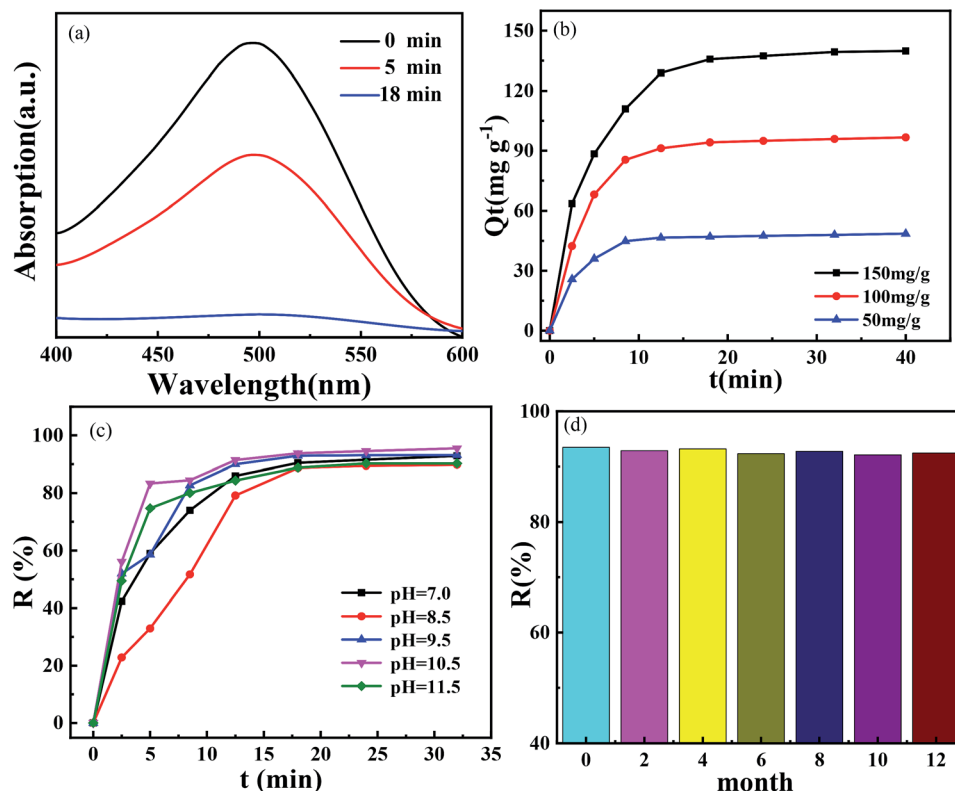 (a)
0 min
5 min
18 min
Absorption(a.u.)
400 450 500 550 600
Wavelength(nm)
(b)
150
120
90
60
30
0
Qt(mg g⁻¹)
150mg/g
100mg/g
50mg/g
0 10 20 30 40
t(min)
(c)
100
80
60
40
20
0
R (%)
pH=7.0
pH=8.5
pH=9.5
pH=10.5
pH=11.5
0 5 10 15 20 25 30 35
t (min)
(d)
100
80
60
40
R(%)
0 2 4 6 8 10 12
month